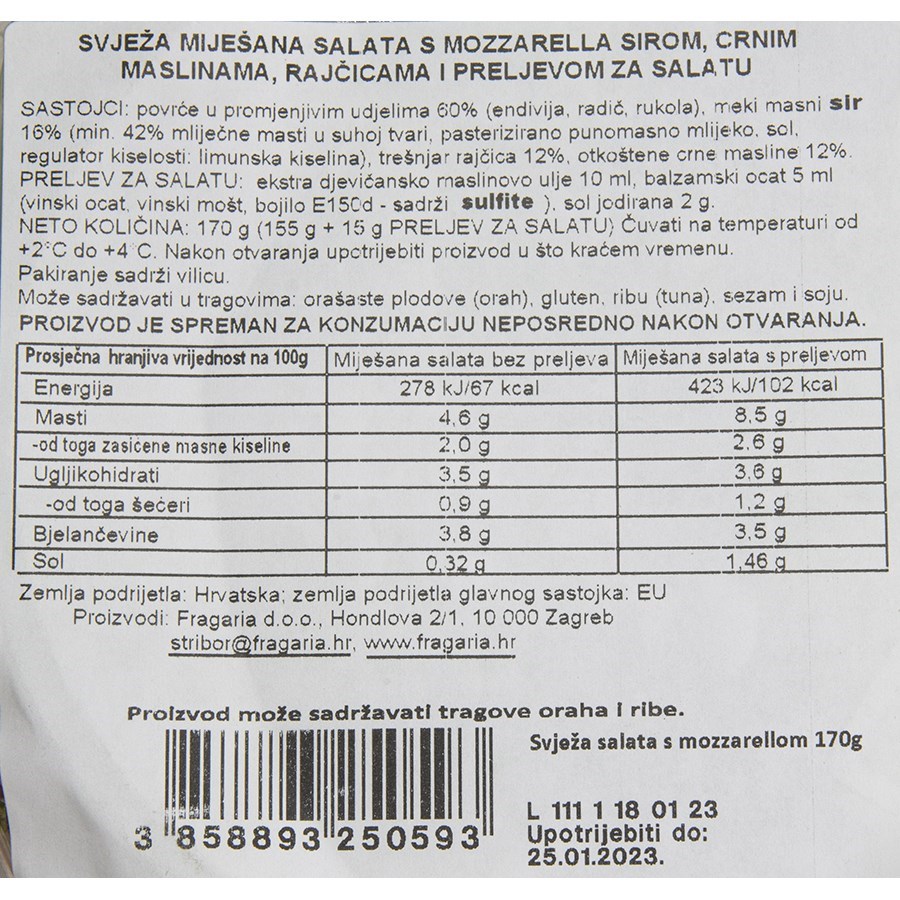 SVJEŽA MIJEŠANA SALATA S MOZZARELLA SIROM, CRNIM
MASLINAMA, RAJČICAMA I PRELJEVOM ZA SALATU
SASTOJCI: povrće u promjenjivim udjelima 60% (endivija, radič, rukola), meki masni sir
16% (min. 42% mliječne masti u suhoj tvari, pasterizirano punomasno mlijeko, sol,
regulator kiselosti: limunska kiselina), trešnjar rajčica 12%, otkoštene crne masline 12%.
PRELJEV ZA SALATU: ekstra djevičansko maslinovo ulje 10 ml, balzamski ocat 5 ml
(vinski ocat, vinski mošt, bojilo E150d - sadrži sulfite ), sol jodirana 2 g.
NETO KOLIČINA: 170 g (155 g + 15 g PRELJEV ZA SALATU) Čuvati na temperaturi od
+2°C do +4°C. Nakon otvaranja upotrijebiti proizvod u što kraćem vremenu.
Pakiranje sadrži vilicu.
Može sadržavati u tragovima: orašaste plodove (orah), gluten, ribu (tuna), sezam i soju.
PROIZVOD JE SPREMAN ZA KONZUMACIJU NEPOSREDNO NAKON OTVARANJA.
Prosječna hranjiva vrijednost na 100g Miješana salata bez preljeva Miješana salata s preljevom
Energija 278 kJ/67 kcal 423 kJ/102 kcal
Masti 4,6 g 8,5 g
-od toga zasićene masne kiseline 2,0 g 2,6 g
Ugljikohidrati 3,5 g 3,6 g
-od toga šećeri 0,9 g 1,2 g
Bjelančevine 3,8 g 3,5 g
Sol 0,32 g 1,46 g
Zemlja podrijetla: Hrvatska; zemlja podrijetla glavnog sastojka: EU
Proizvodi: Fragaria d.o.o., Hondlova 2/1, 10 000 Zagreb
stribor@fragaria.hr, www.fragaria.hr
Proizvod može sadržavati tragove oraha i ribe.
Svježa salata s mozzarellom 170g
L 111 1 18 01 23
Upotrijebiti do:
25.01.2023.
3 858893 250593